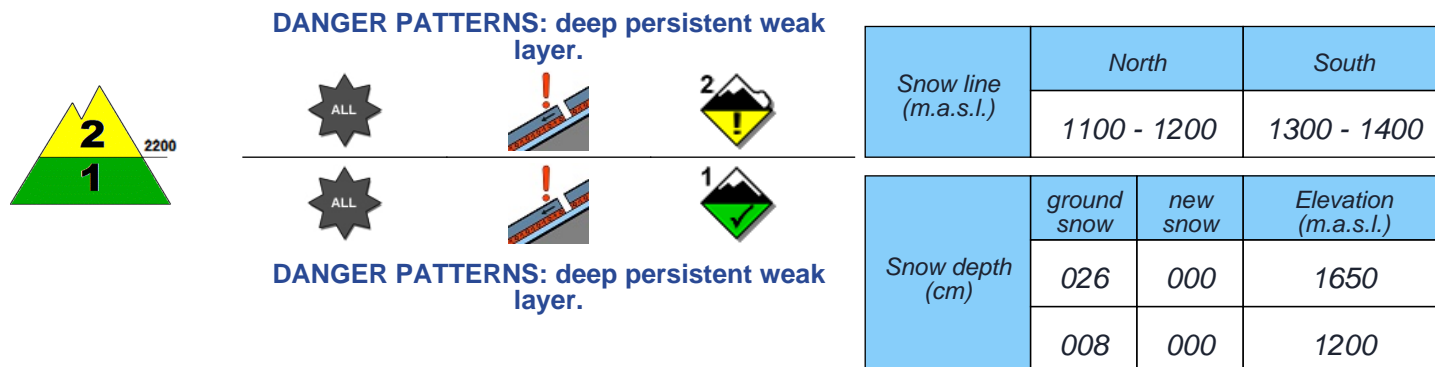 DANGER PATTERNS: deep persistent weak
layer.
2
2200
1
ALL
2
!
ALL
1
DANGER PATTERNS: deep persistent weak
layer.
Snow line
(m.a.s.l.)
North
South
1100 - 1200
1300 - 1400
Snow depth
(cm)
ground
snow
new
snow
Elevation
(m.a.s.l.)
026
000
1650
008
000
1200